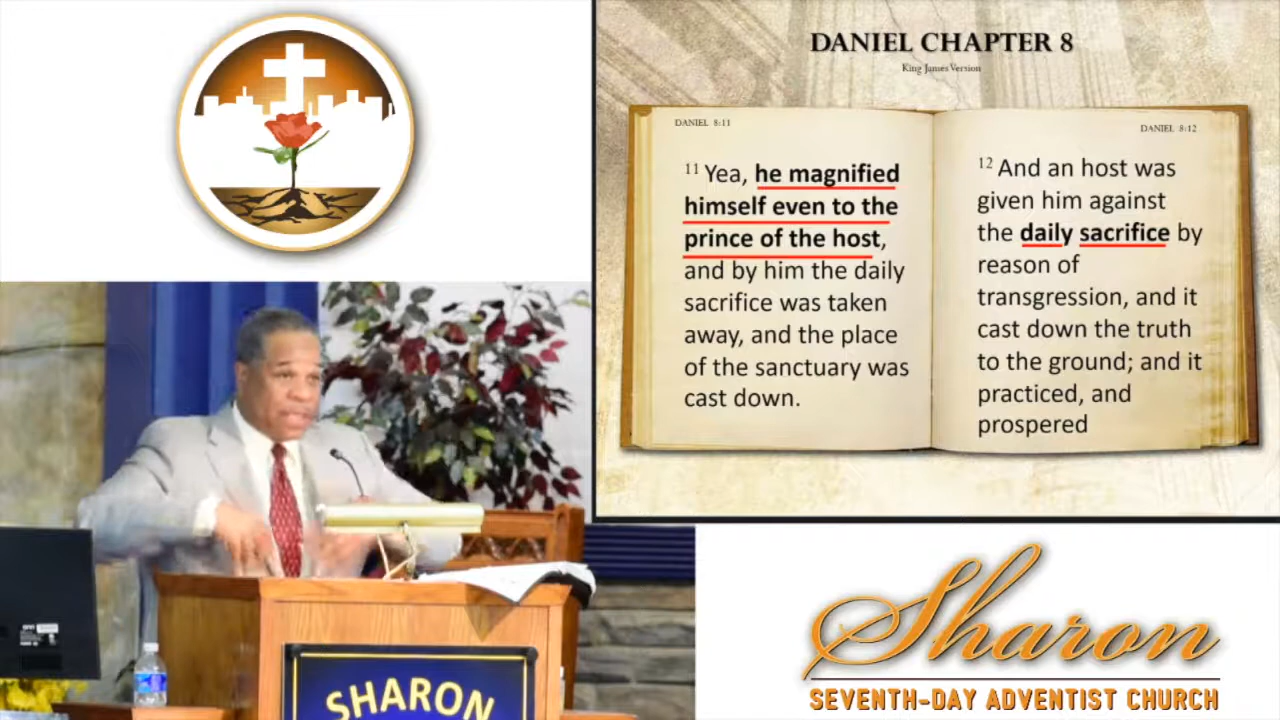 DANIEL CHAPTER 8
King James Version
DANIEL 8:11
11 Yea, he magnified
himself even to the
prince of the host,
and by him the daily
sacrifice was taken
away, and the place
of the sanctuary was
cast down.
DANIEL 8:12
12 And an host was
given him against
the daily sacrifice by
reason of
transgression, and it
cast down the truth
to the ground; and it
practiced, and
prospered
SHARON
Sharon
SEVENTH-DAY ADVENTIST CHURCH